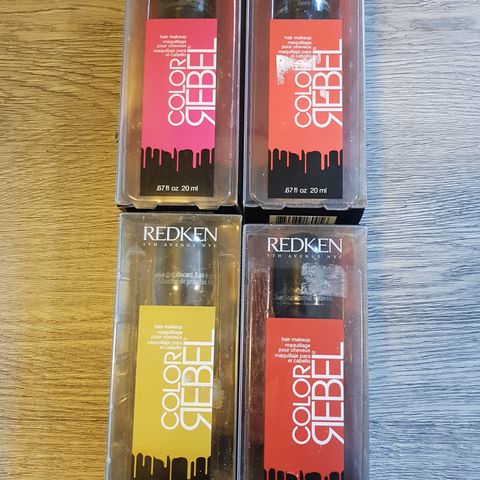 hair makeup
maquillage
pour cheveux
maquillaje para
el cabello
COLOR
REBEL
.67 fl oz 20 ml
hair makeup
maquillage
pour cheveux
maquillaje para
el cabello
COLOR
REBEL
.67 fl oz 20 ml
REDKEN
5TH AVENUE NYC
hair makeup
maquillage
pour cheveux
maquillaje para
el cabello
COLOR
REBEL
REDKEN
5TH AVENUE NYC
hair makeup
maquillage
pour cheveux
maquillaje para
el cabello
COLOR
REBEL